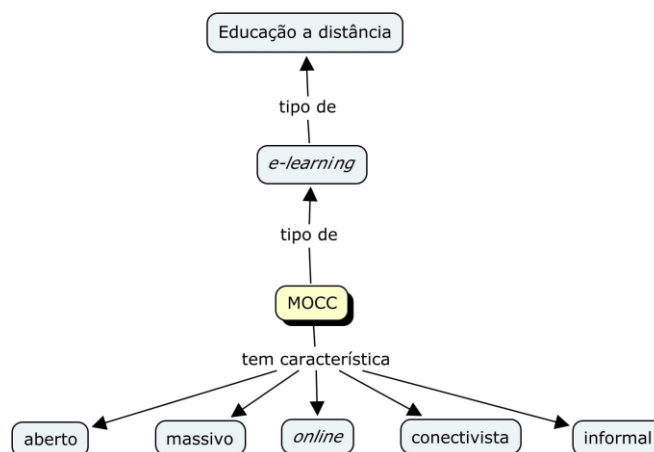 Educação a distância
tipo de
e-learning
tipo de
MOCC
tem característica
aberto
massivo
online
conectivista
informal